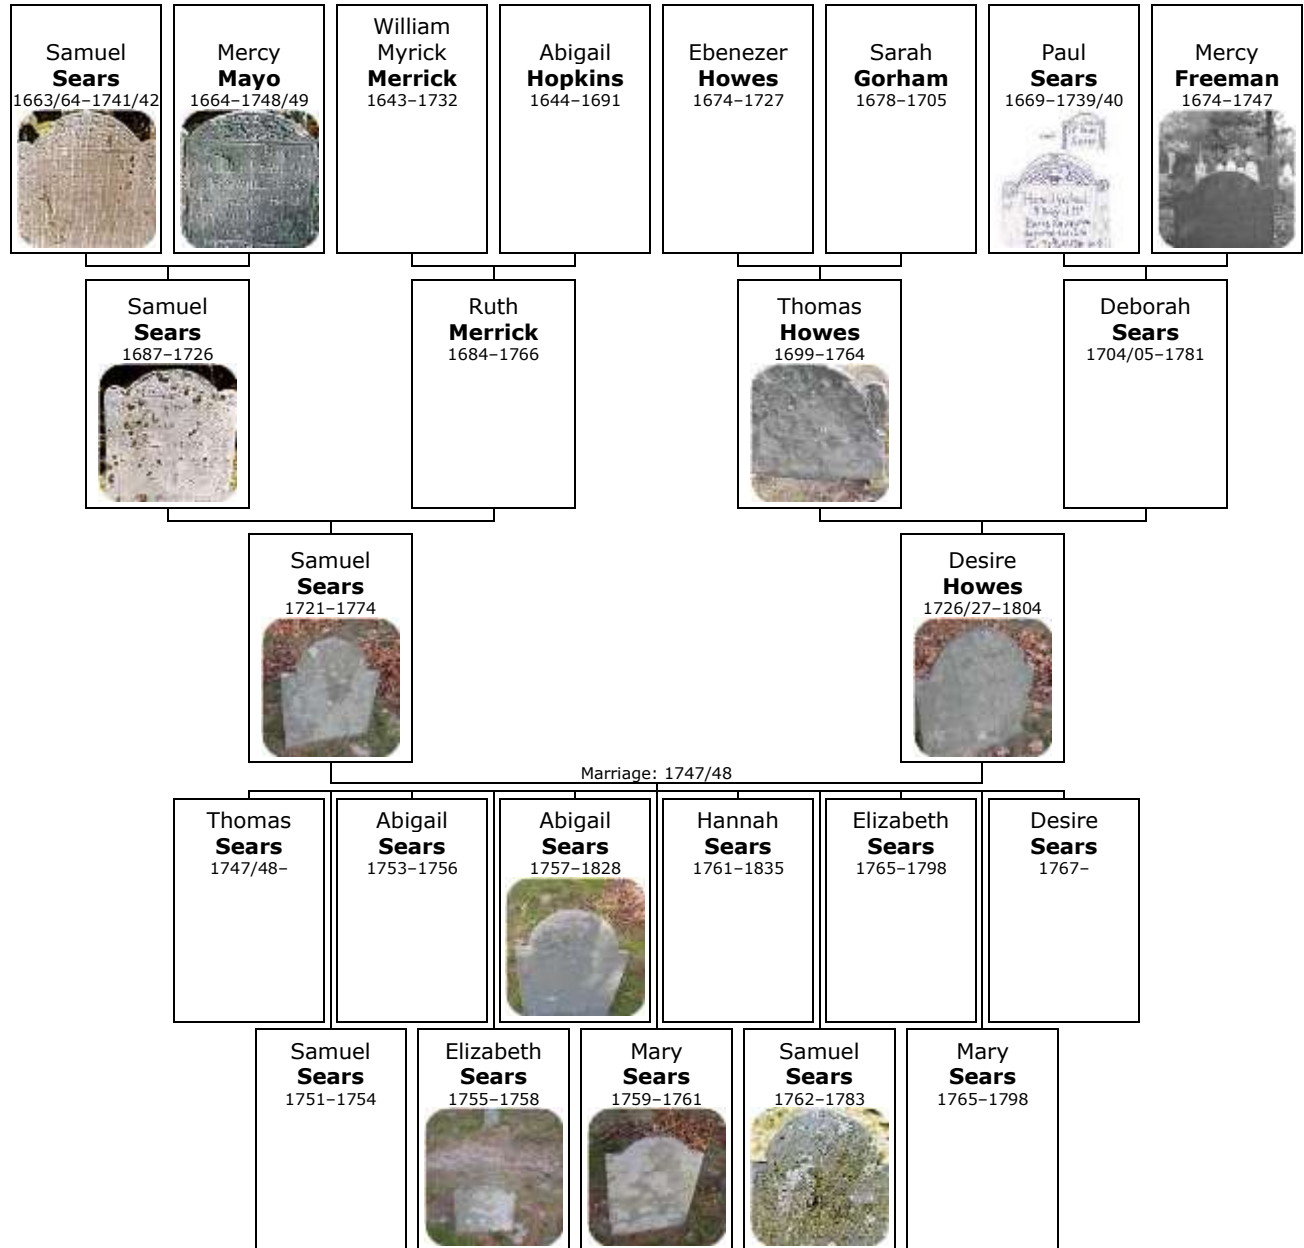 Samuel
Sears
1663/64–1741/42
Mercy
Mayo
1664–1748/49
William
Myrick
Merrick
1643–1732
Abigail
Hopkins
1644–1691
Ebenezer
Howes
1674–1727
Sarah
Gorham
1678–1705
Paul
Sears
1669–1739/40
Mercy
Freeman
1674–1747
Samuel
Sears
1687–1726
Ruth
Merrick
1684–1766
Thomas
Howes
1699–1764
Deborah
Sears
1704/05–1781
Samuel
Sears
1721–1774
Desire
Howes
1726/27–1804
Marriage: 1747/48
Thomas
Sears
1747/48–
Abigail
Sears
1753–1756
Abigail
Sears
1757–1828
Hannah
Sears
1761–1835
Elizabeth
Sears
1765–1798
Desire
Sears
1767–
Samuel
Sears
1751–1754
Elizabeth
Sears
1755–1758
Mary
Sears
1759–1761
Samuel
Sears
1762–1783
Mary
Sears
1765–1798